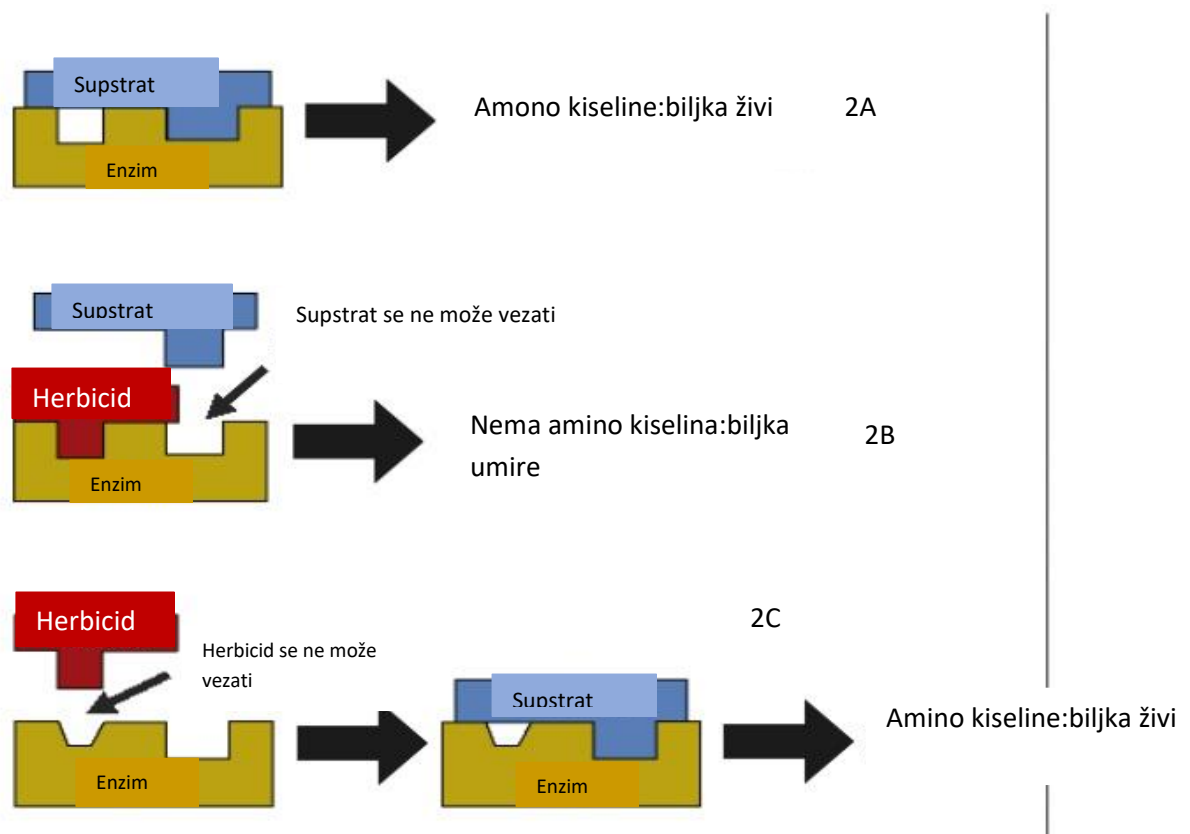 Supstrat
Enzim
Amono kiseline:biljka živi
2A
Supstrat
Supstrat se ne može vezati
Herbicid
Enzim
Nema amino kiselina:biljka
umire
2B
Herbicid
Herbicid se ne može
vezati
Enzim
2C
Supstrat
Enzim
Amino kiseline:biljka živi